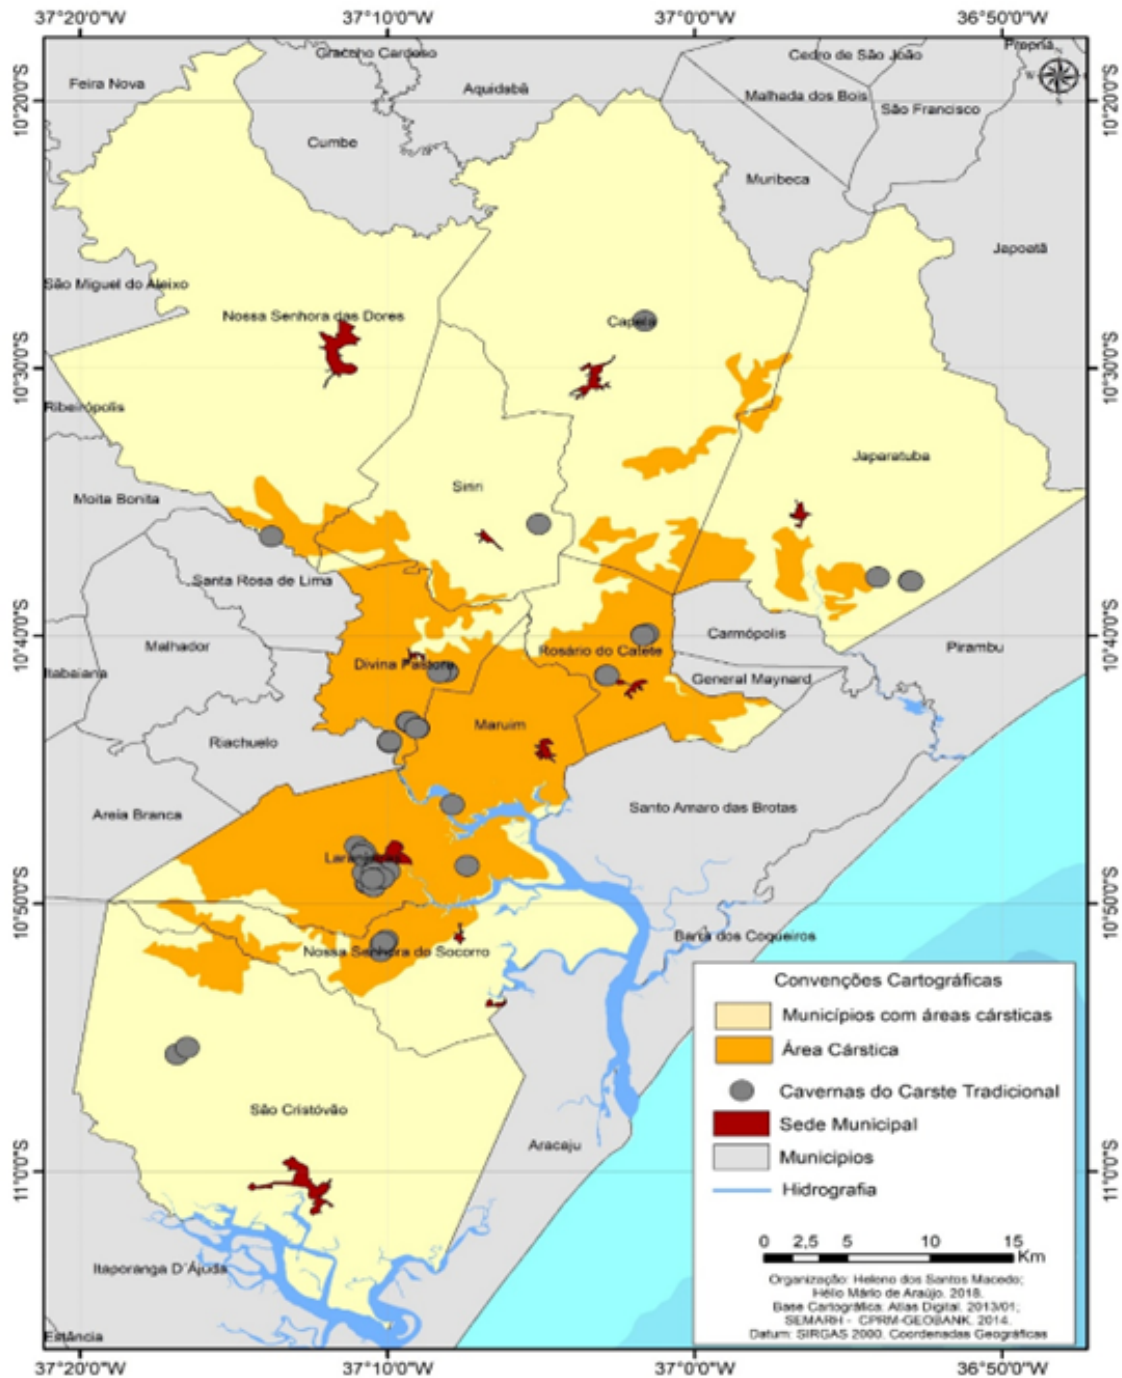 37°20'0"W 37°10'0"W 37°0'0"W 36°50'0"W
Graccho Cardoso
Cedro de São João
Propriá
Feira Nova
Aquidabã
Malhada dos Bois
São Francisco
10°20'0"S 10°20'0"S
Cumbe
Muribeca
Japoatã
São Miguel do Aleixo
Nossa Senhora das Dores
Capela
10°30'0"S 10°30'0"S
Ribeirópolis
Japaratuba
Moita Bonita
Siriri
Santa Rosa de Lima
Malhador
Carmópolis
10°40'0"S 10°40'0"S
Itabaiana
Divina Pastora
Rosário do Catete
Pirambu
General Maynard
Riachuelo
Maruim
Areia Branca
Santo Amaro das Brotas
Laranjeiras
10°50'0"S 10°50'0"S
Nossa Senhora do Socorro
Barra dos Coqueiros
São Cristóvão
Aracaju
11°0'0"S 11°0'0"S
Itaporanga D'Ájuda
Estância
Convenções Cartográficas
Municípios com áreas cársticas
Área Cárstica
Cavernas do Carste Tradicional
Sede Municipal
Municípios
Hidrografia
0 2,5 5 10 15
Km
Organização: Heleno dos Santos Macedo;
Hélio Mário de Araújo. 2018.
Base Cartográfica: Atlas Digital. 2013/01;
SEMARH - CPRM-GEOBANK. 2014.
Datum: SIRGAS 2000. Coordenadas Geográficas
37°20'0"W 37°10'0"W 37°0'0"W 36°50'0"W